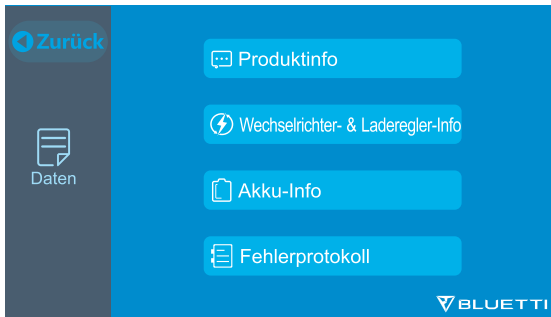 Zurück
Daten
Produktinfo
Wechselrichter- & Laderegler-Info
Akku-Info
Fehlerprotokoll
BLUETTI